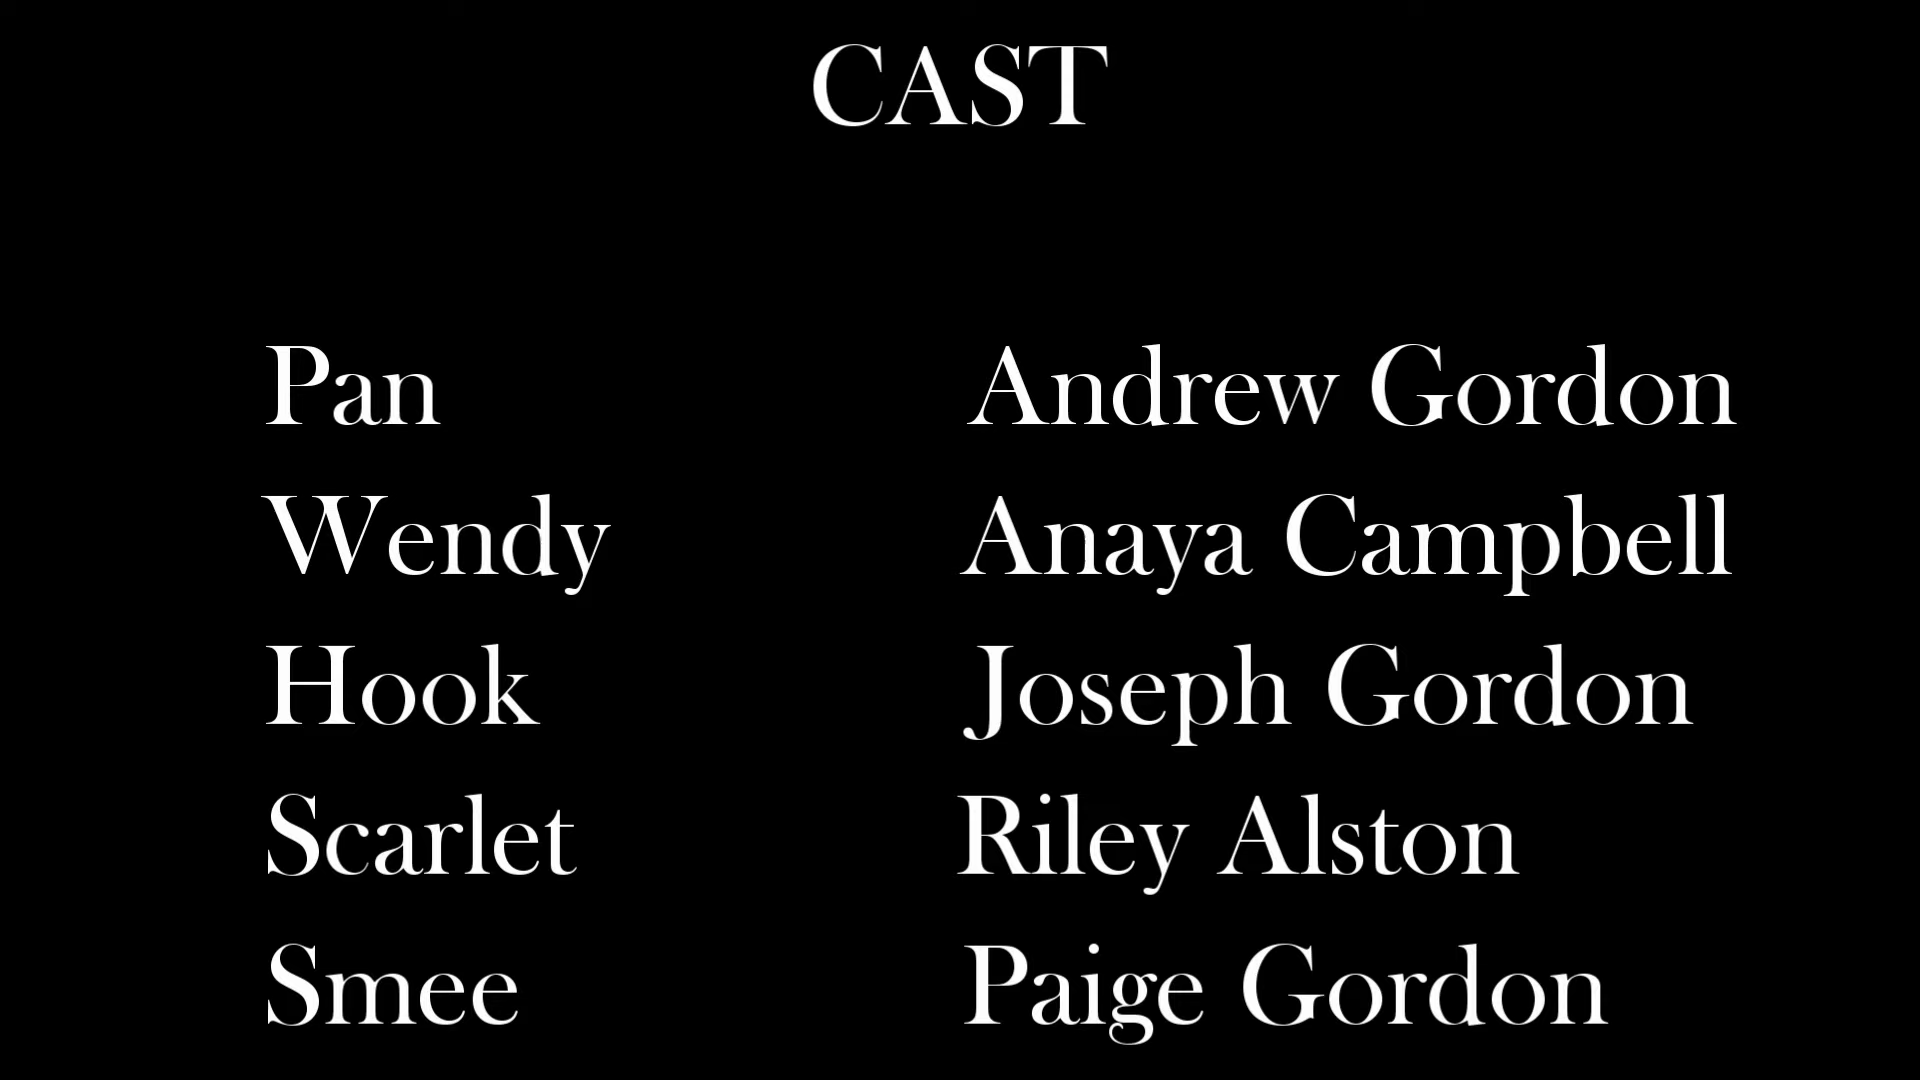 CAST
Pan Andrew Gordon
Wendy Anaya Campbell
Hook Joseph Gordon
Scarlet Riley Alston
Smee Paige Gordon